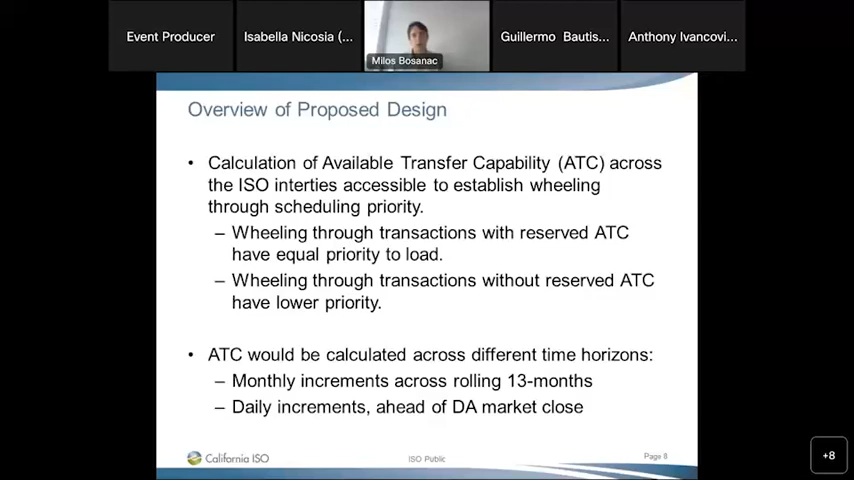 Event Producer
Isabella Nicosia (...
Milos Bosanac
Guillermo Bautis...
Anthony Ivancovi...
Overview of Proposed Design
• Calculation of Available Transfer Capability (ATC) across
the ISO interties accessible to establish wheeling
through scheduling priority.
– Wheeling through transactions with reserved ATC
have equal priority to load.
– Wheeling through transactions without reserved ATC
have lower priority.
• ATC would be calculated across different time horizons:
– Monthly increments across rolling 13-months
– Daily increments, ahead of DA market close
California ISO
ISO Public
Page 8
+8